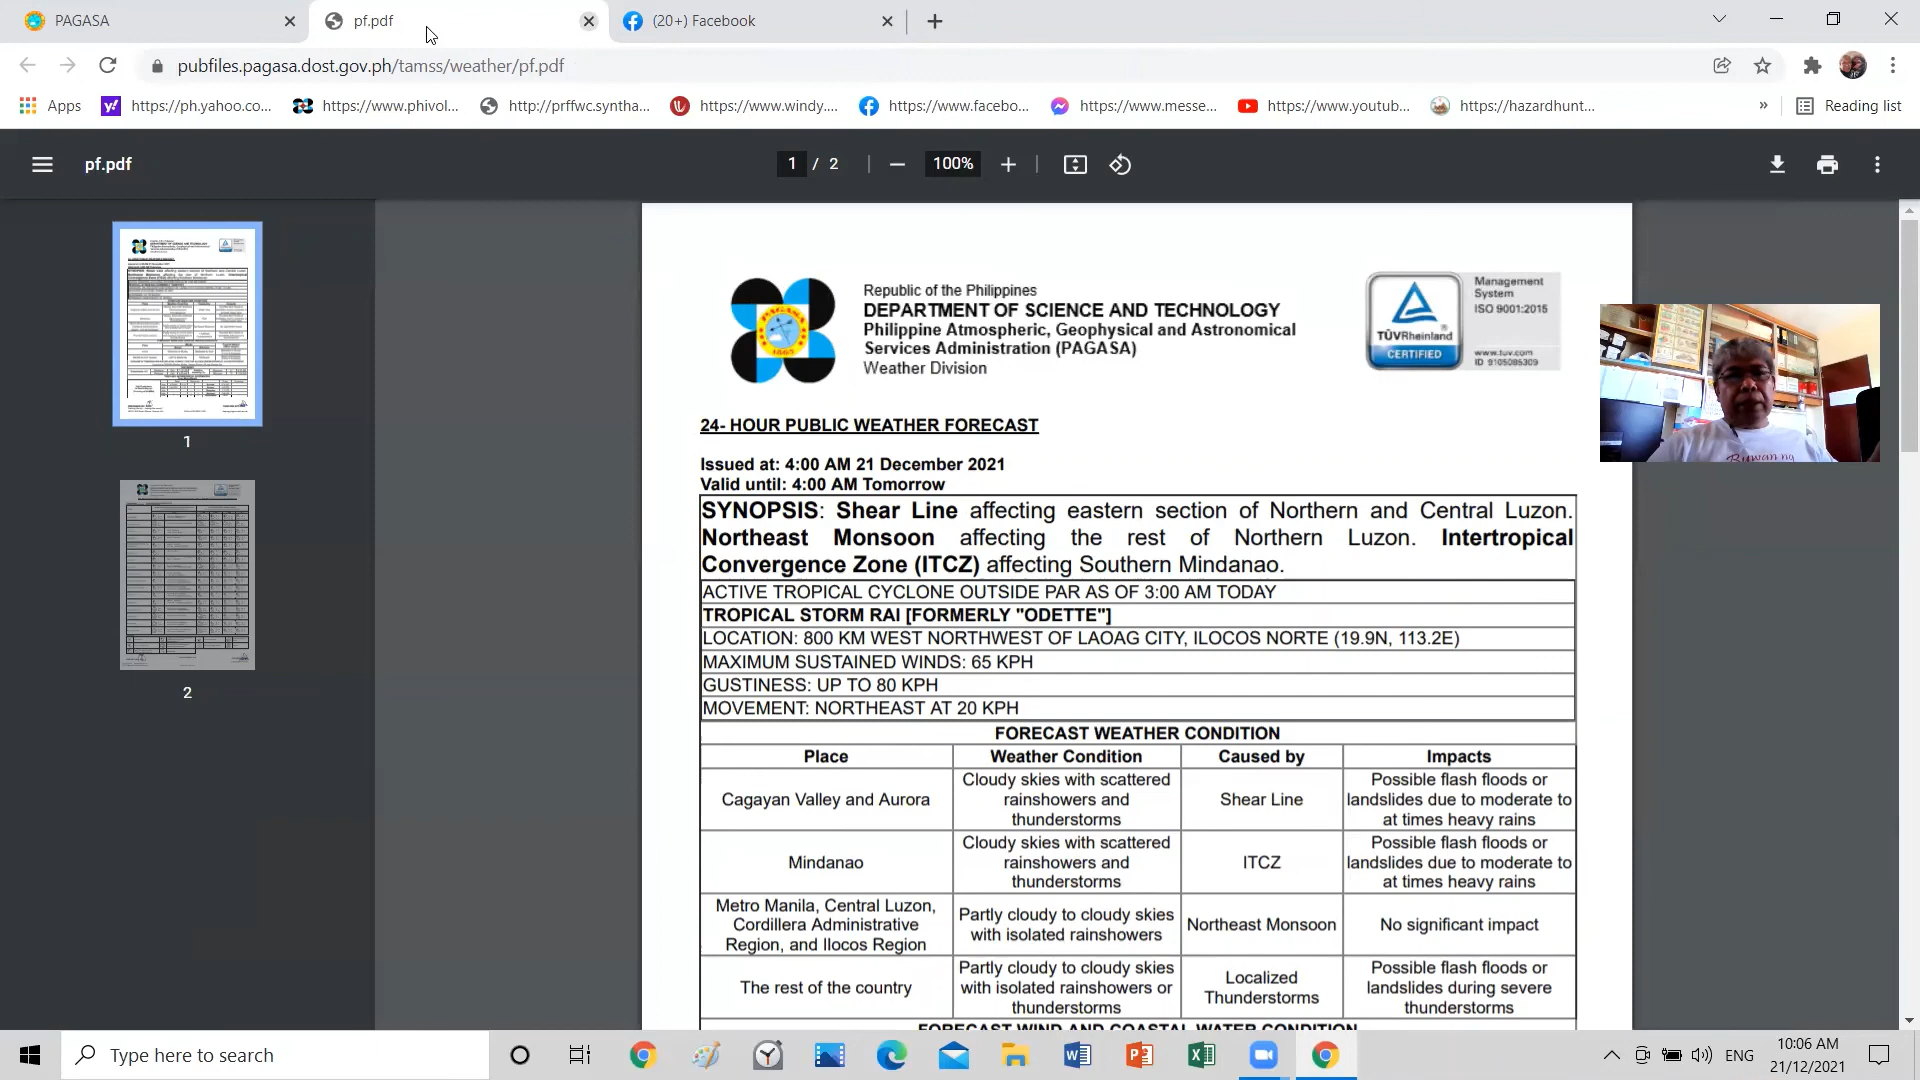 PAGASA
pf.pdf
(20+) Facebook
pubfiles.pagasa.dost.gov.ph/tamss/weather/pf.pdf
Apps
https://ph.yahoo.co...
https://www.phivol...
http://prffwc.syntha...
https://www.windy....
https://www.facebo...
https://www.messe...
https://www.youtub...
https://hazardhunt...
»
Reading list
pf.pdf
1 / 2
100%
1
2
Republic of the Philippines
DEPARTMENT OF SCIENCE AND TECHNOLOGY
Philippine Atmospheric, Geophysical and Astronomical
Services Administration (PAGASA)
Weather Division
PAGASA
1865
TÜVRheinland
CERTIFIED
Management
System
ISO 9001:2015
www.tuv.com
ID 9105085309
24- HOUR PUBLIC WEATHER FORECAST
Issued at: 4:00 AM 21 December 2021
Valid until: 4:00 AM Tomorrow
SYNOPSIS: Shear Line affecting eastern section of Northern and Central Luzon.
Northeast Monsoon affecting the rest of Northern Luzon. Intertropical
Convergence Zone (ITCZ) affecting Southern Mindanao.
ACTIVE TROPICAL CYCLONE OUTSIDE PAR AS OF 3:00 AM TODAY
TROPICAL STORM RAI [FORMERLY "ODETTE"]
LOCATION: 800 KM WEST NORTHWEST OF LAOAG CITY, ILOCOS NORTE (19.9N, 113.2E)
MAXIMUM SUSTAINED WINDS: 65 KPH
GUSTINESS: UP TO 80 KPH
MOVEMENT: NORTHEAST AT 20 KPH
FORECAST WEATHER CONDITION
Place Weather Condition Caused by Impacts
Cagayan Valley and Aurora
Cloudy skies with scattered
rainshowers and
thunderstorms
Shear Line
Possible flash floods or
landslides due to moderate to
at times heavy rains
Mindanao
Cloudy skies with scattered
rainshowers and
thunderstorms
ITCZ
Possible flash floods or
landslides due to moderate to
at times heavy rains
Metro Manila, Central Luzon,
Cordillera Administrative
Region, and Ilocos Region
Partly cloudy to cloudy skies
with isolated rainshowers
Northeast Monsoon
No significant impact
The rest of the country
Partly cloudy to cloudy skies
with isolated rainshowers or
thunderstorms
Localized
Thunderstorms
Possible flash floods or
landslides during severe
thunderstorms
FORECAST WIND AND COASTAL WATER CONDITION
Buwan ng
Type here to search
ENG
10:06 AM
21/12/2021